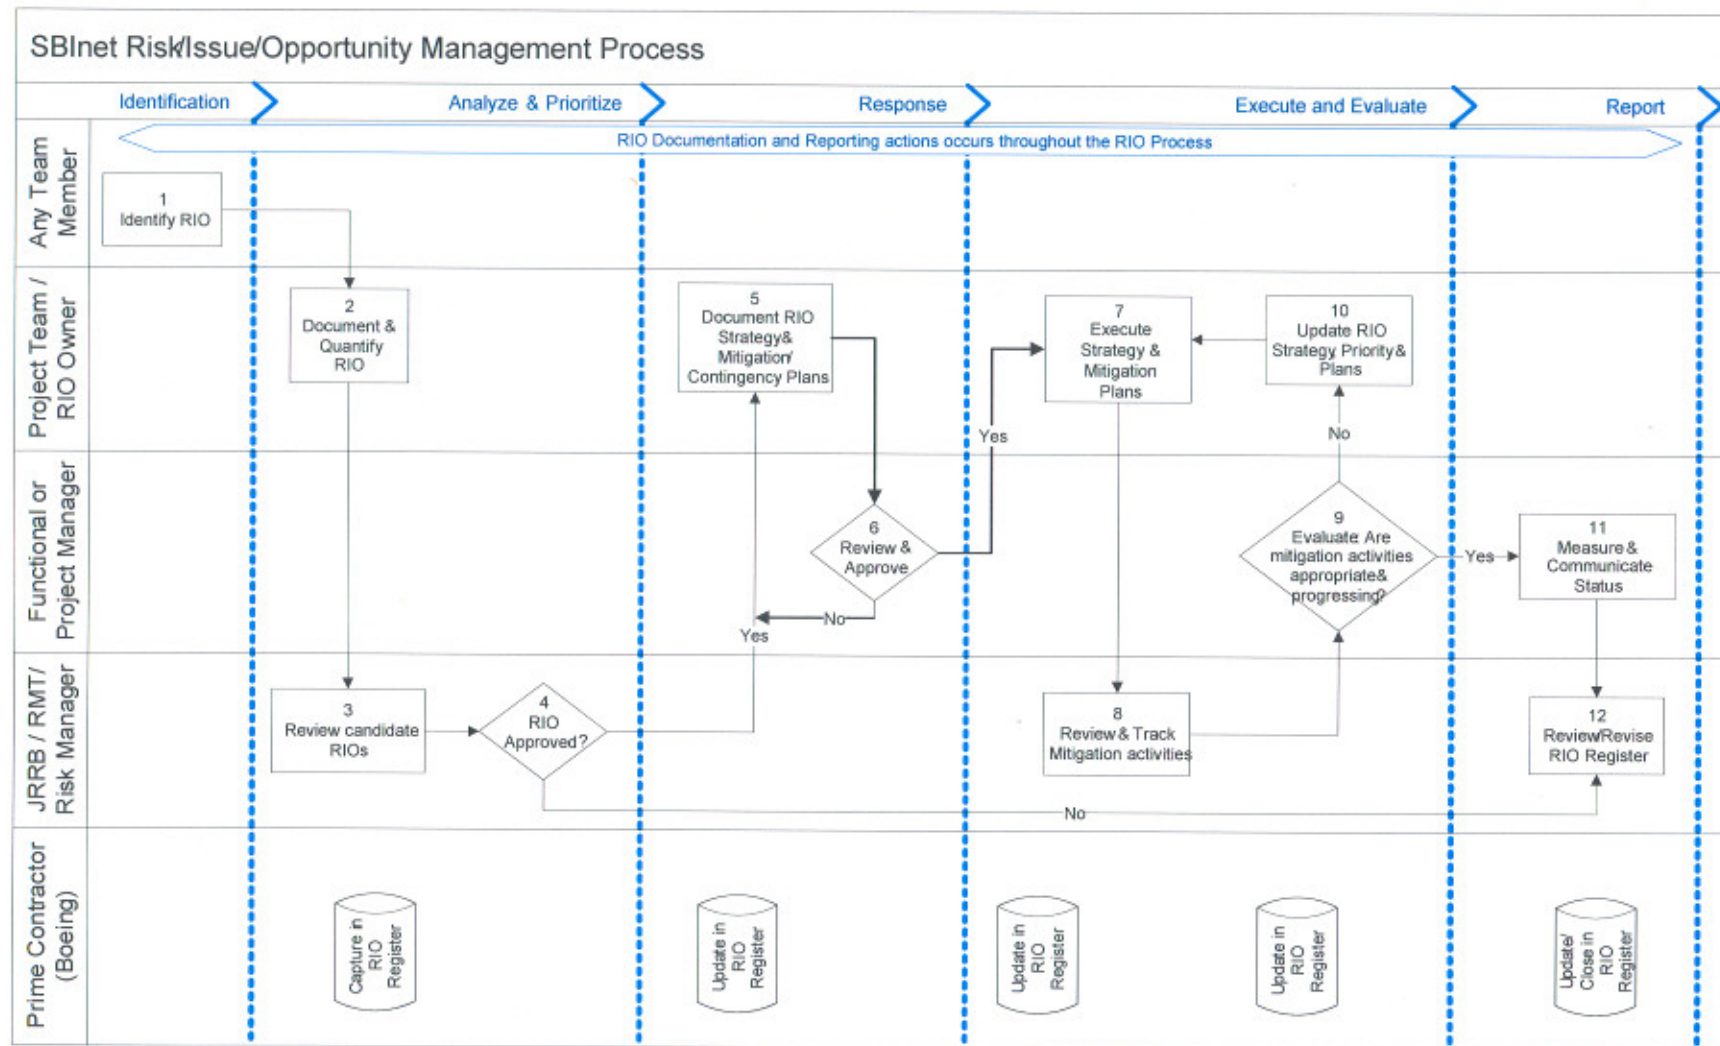 SBInet Risk/Issue/Opportunity Management Process
Identification
Analyze & Prioritize
Response
Execute and Evaluate
Report
RIO Documentation and Reporting actions occurs throughout the RIO Process
Any Team
Member
1
Identify RIO
Project Team /
RIO Owner
2
Document &
Quantify
RIO
5
Document RIO
Strategy&
Mitigation/
Contingency Plans
7
Execute
Strategy &
Mitigation
Plans
10
Update RIO
Strategy Priority &
Plans
Yes
No
Functional or
Project Manager
6
Review &
Approve
9
Evaluate: Are
mitigation activities
appropriate&
progressing?
Yes
11
Measure &
Communicate
Status
No
Yes
JRRB / RMT /
Risk Manager
3
Review candidate
RIOs
4
RIO
Approved?
8
Review & Track
Mitigation activities
12
Review/Revise
RIO Register
No
Prime Contractor
(Boeing)
Capture in
RIO
Register
Update in
RIO
Register
Update in
RIO
Register
Update in
RIO
Register
Update/
Close in
RIO
Register